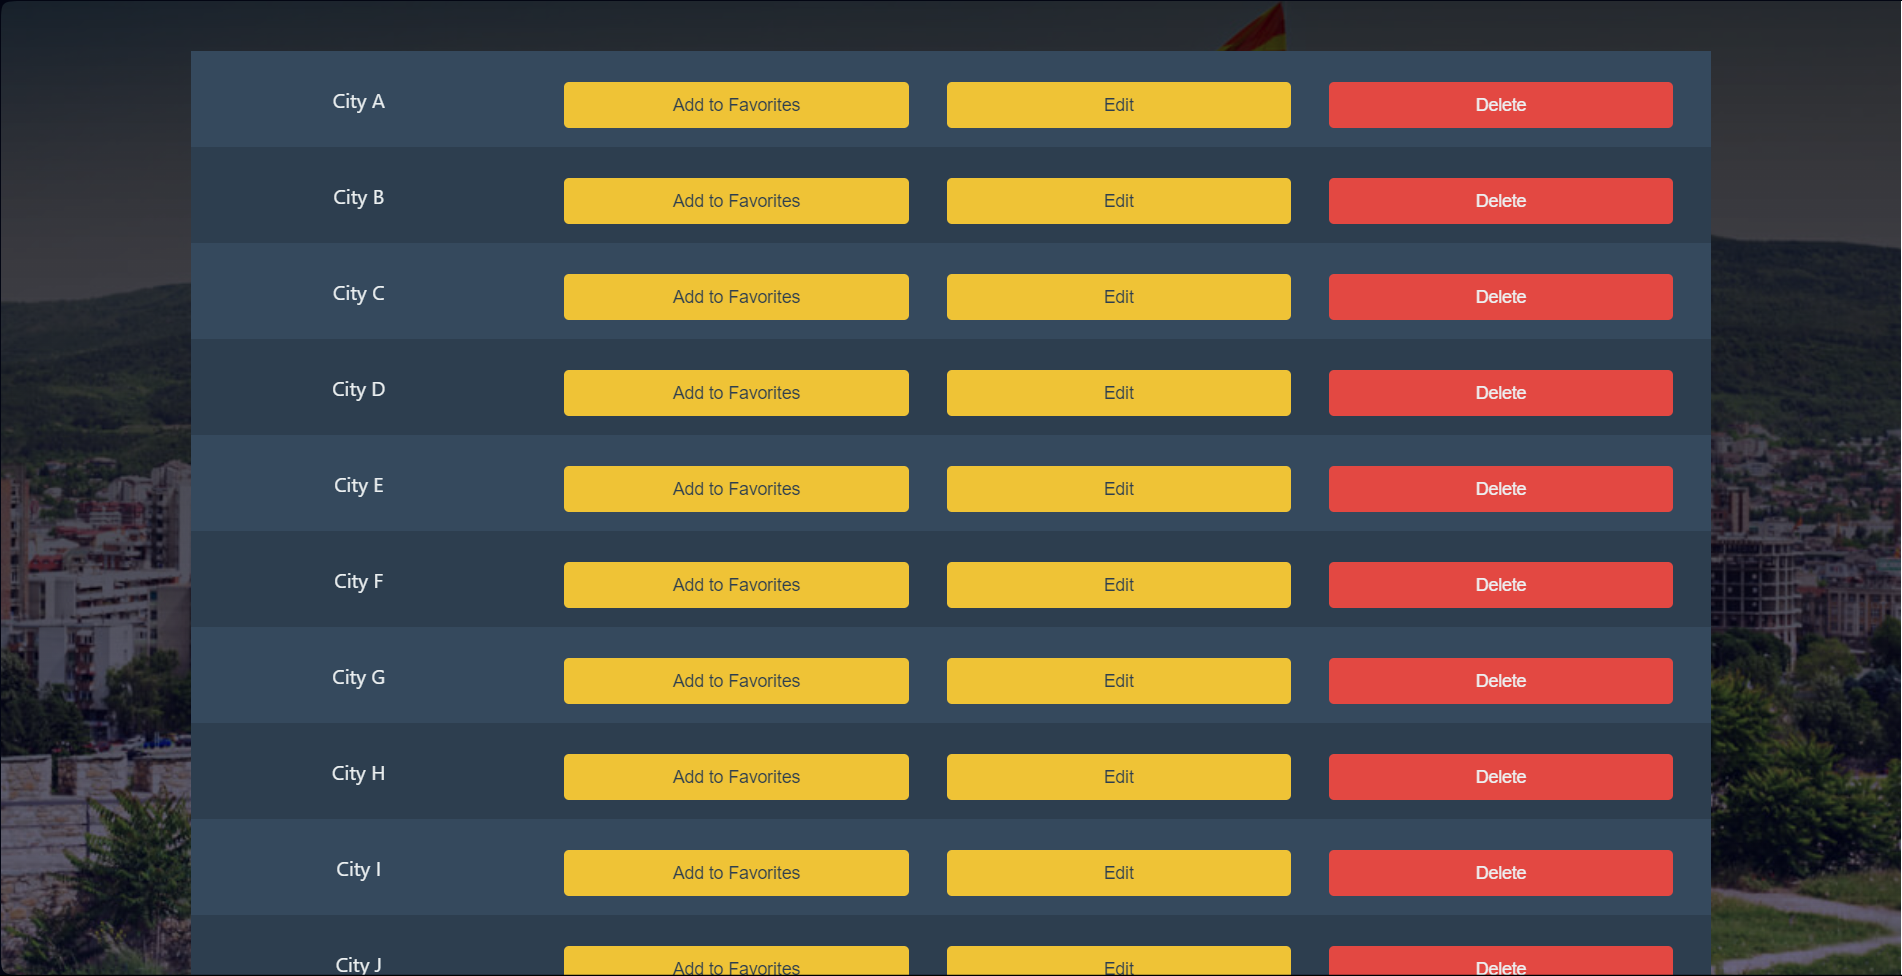 City A Add to Favorites Edit Delete
City B Add to Favorites Edit Delete
City C Add to Favorites Edit Delete
City D Add to Favorites Edit Delete
City E Add to Favorites Edit Delete
City F Add to Favorites Edit Delete
City G Add to Favorites Edit Delete
City H Add to Favorites Edit Delete
City I Add to Favorites Edit Delete
City J Add to Favorites Edit Delete